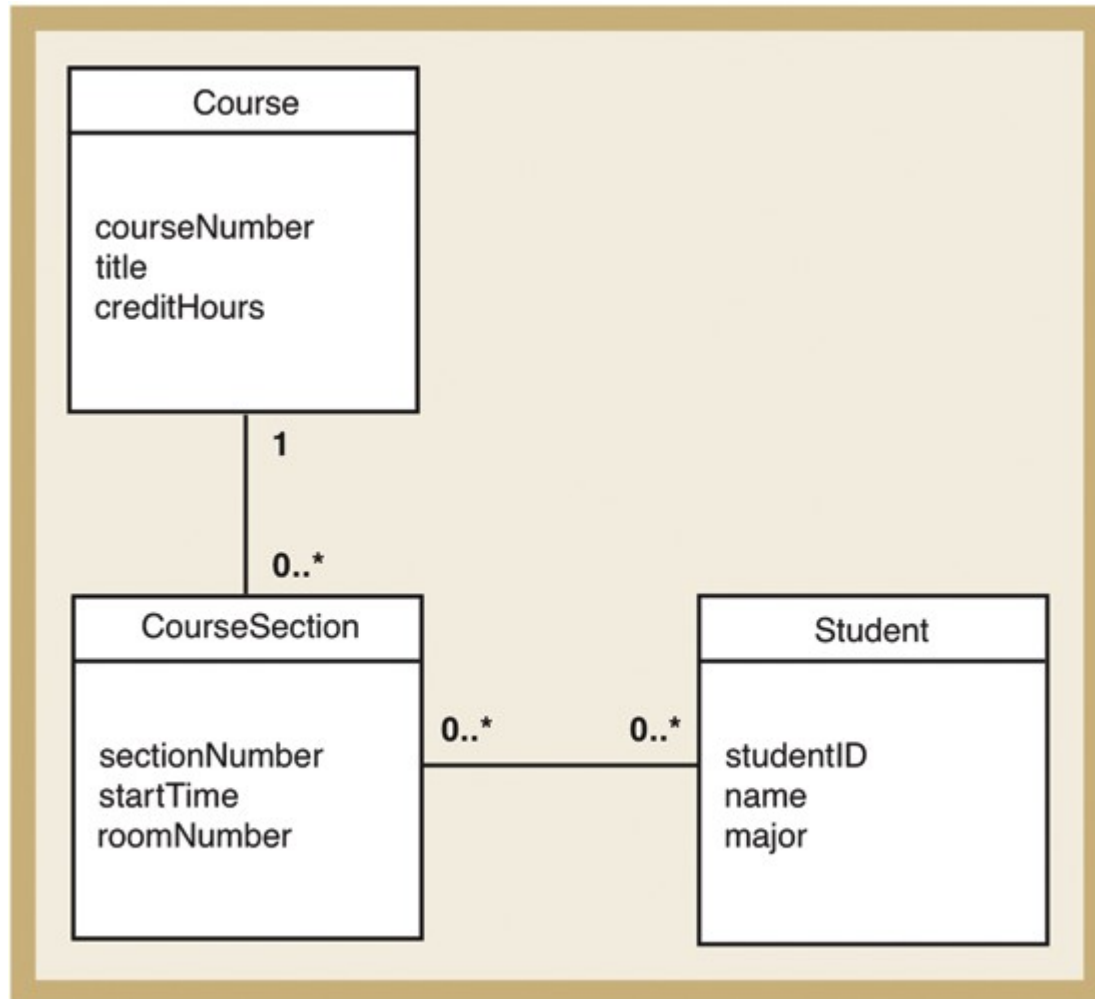 Course
courseNumber
title
creditHours
1
0..*
CourseSection
sectionNumber
startTime
roomNumber
0..*
0..*
Student
studentID
name
major